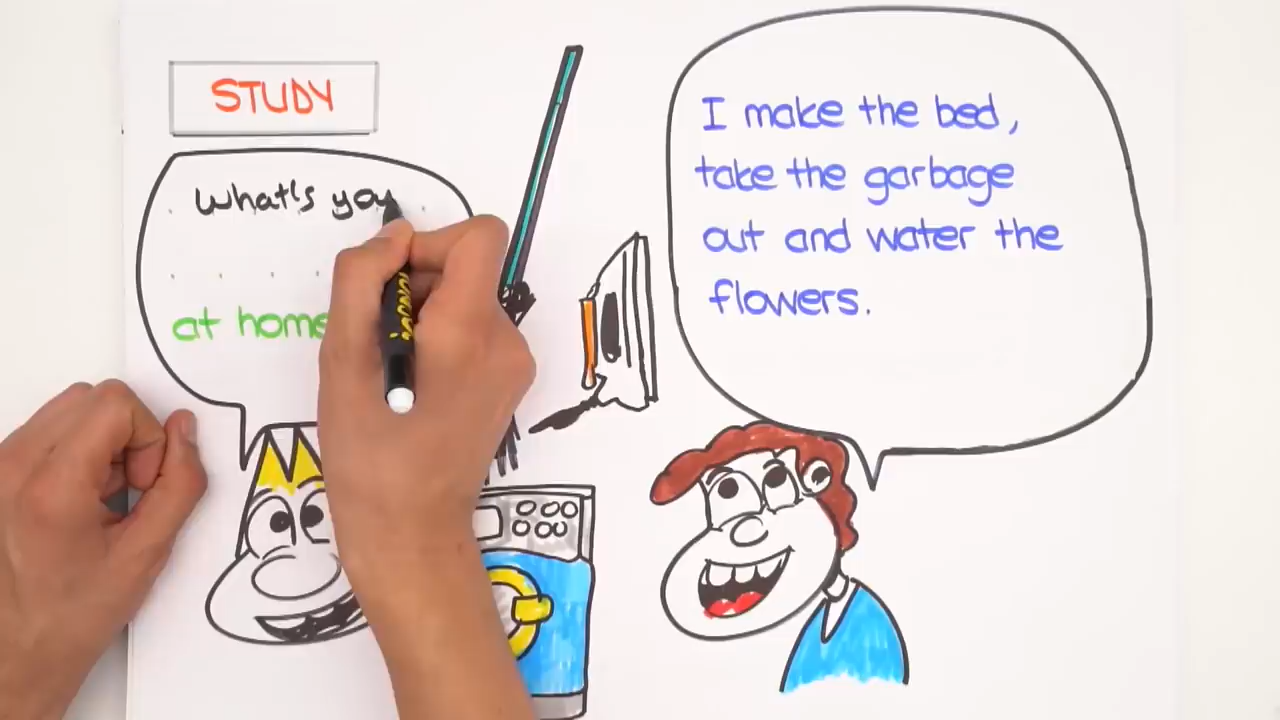 STUDY
What's you
at home
I make the bed,
take the garbage
out and water the
flowers.